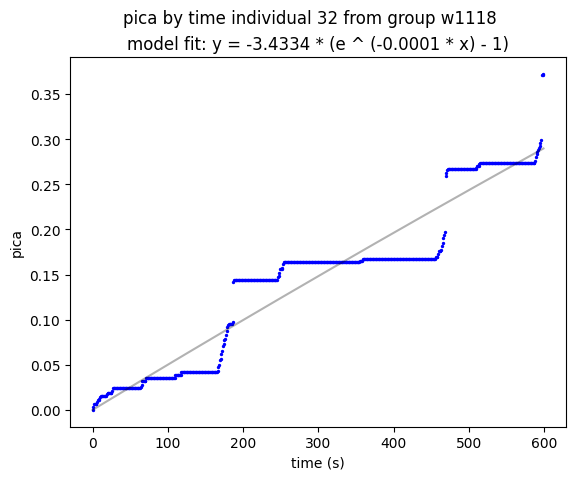 pica by time individual 32 from group w1118
model fit: y = -3.4334 * (e ^ (-0.0001 * x) - 1)
pica
0.35
0.30
0.25
0.20
0.15
0.10
0.05
0.00
0 100 200 300 400 500 600
time (s)